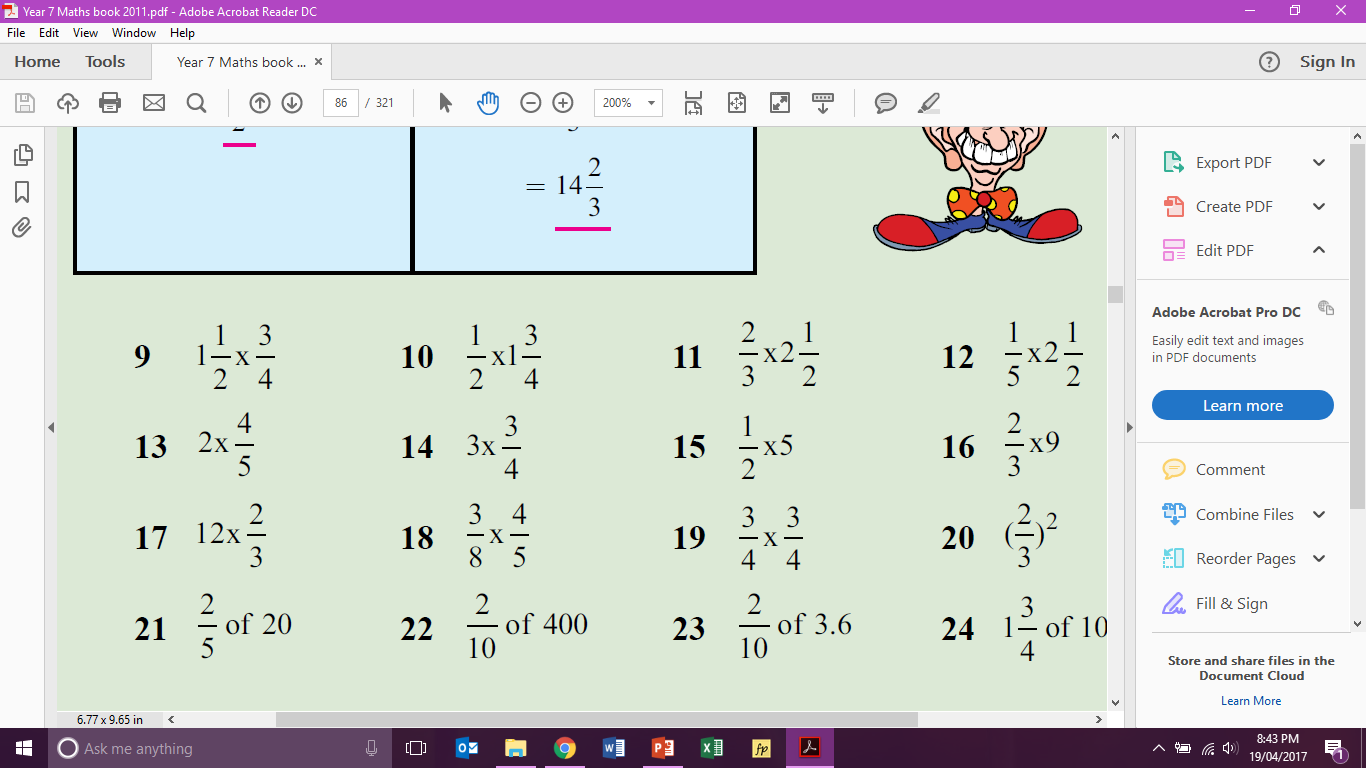 Year 7 Maths book 2011.pdf - Adobe Acrobat Reader DC
File Edit View Window Help
Home Tools Year 7 Maths book ... × Sign In
86 / 321 200%
= 14 2/3
9 1 1/2 x 3/4 10 1/2 x1 3/4 11 2/3 x2 1/2 12 1/5 x2 1/2
13 2x 4/5 14 3x 3/4 15 1/2 x5 16 2/3 x9
17 12x 2/3 18 3/8 x 4/5 19 3/4 x 3/4 20 (2/3)²
21 2/5 of 20 22 2/10 of 400 23 2/10 of 3.6 24 1 3/4 of 10
6.77 x 9.65 in
Export PDF
Create PDF
Edit PDF
Adobe Acrobat Pro DC
Easily edit text and images
in PDF documents
Learn more
Comment
Combine Files
Reorder Pages
Fill & Sign
Store and share files in the
Document Cloud
Learn More
Ask me anything
8:43 PM
19/04/2017
1